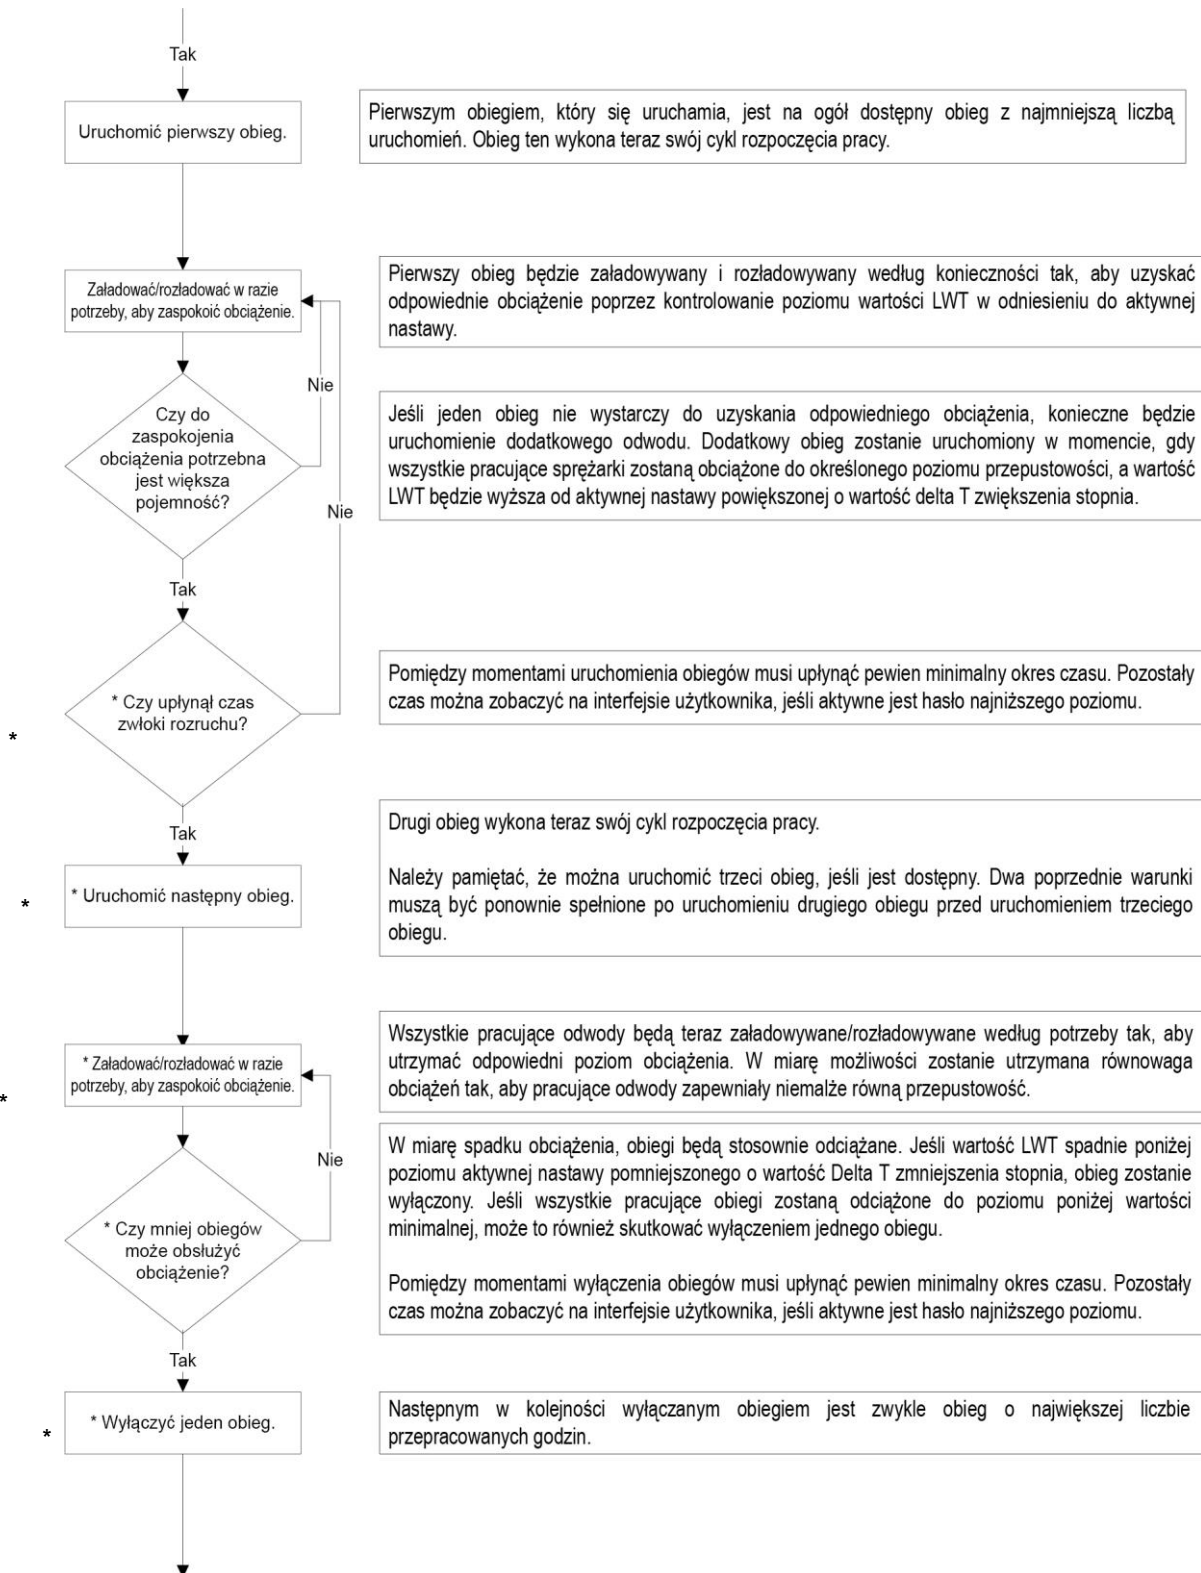 Tak
Uruchomić pierwszy obieg.
Pierwszym obiegiem, który się uruchamia, jest na ogół dostępny obieg z najmniejszą liczbą
uruchomień. Obieg ten wykona teraz swój cykl rozpoczęcia pracy.
Załadować/rozładować w razie
potrzeby, aby zaspokoić obciążenie.
Pierwszy obieg będzie załadowywany i rozładowywany według konieczności tak, aby uzyskać
odpowiednie obciążenie poprzez kontrolowanie poziomu wartości LWT w odniesieniu do aktywnej
nastawy.
Nie
Czy do
zaspokojenia
obciążenia potrzebna
jest większa
pojemność?
Jeśli jeden obieg nie wystarczy do uzyskania odpowiedniego obciążenia, konieczne będzie
uruchomienie dodatkowego odwodu. Dodatkowy obieg zostanie uruchomiony w momencie, gdy
wszystkie pracujące sprężarki zostaną obciążone do określonego poziomu przepustowości, a wartość
LWT będzie wyższa od aktywnej nastawy powiększonej o wartość delta T zwiększenia stopnia.
Nie
Tak
* Czy upłynął czas
zwłoki rozruchu?
*
Pomiędzy momentami uruchomienia obiegów musi upłynąć pewien minimalny okres czasu. Pozostały
czas można zobaczyć na interfejsie użytkownika, jeśli aktywne jest hasło najniższego poziomu.
Tak
* Uruchomić następny obieg.
*
Drugi obieg wykona teraz swój cykl rozpoczęcia pracy.
Należy pamiętać, że można uruchomić trzeci obieg, jeśli jest dostępny. Dwa poprzednie warunki
muszą być ponownie spełnione po uruchomieniu drugiego obiegu przed uruchomieniem trzeciego
obiegu.
* Załadować/rozładować w razie
potrzeby, aby zaspokoić obciążenie.
*
Wszystkie pracujące odwody będą teraz załadowywane/rozładowywane według potrzeby tak, aby
utrzymać odpowiedni poziom obciążenia. W miarę możliwości zostanie utrzymana równowaga
obciążeń tak, aby pracujące odwody zapewniały niemalże równą przepustowość.
Nie
* Czy mniej obiegów
może obsłużyć
obciążenie?
W miarę spadku obciążenia, obiegi będą stosownie odciążane. Jeśli wartość LWT spadnie poniżej
poziomu aktywnej nastawy pomniejszonego o wartość Delta T zmniejszenia stopnia, obieg zostanie
wyłączony. Jeśli wszystkie pracujące obiegi zostaną odciążone do poziomu poniżej wartości
minimalnej, może to również skutkować wyłączeniem jednego obiegu.
Pomiędzy momentami wyłączenia obiegów musi upłynąć pewien minimalny okres czasu. Pozostały
czas można zobaczyć na interfejsie użytkownika, jeśli aktywne jest hasło najniższego poziomu.
Tak
* Wyłączyć jeden obieg.
*
Następnym w kolejności wyłączanym obiegiem jest zwykle obieg o największej liczbie
przepracowanych godzin.